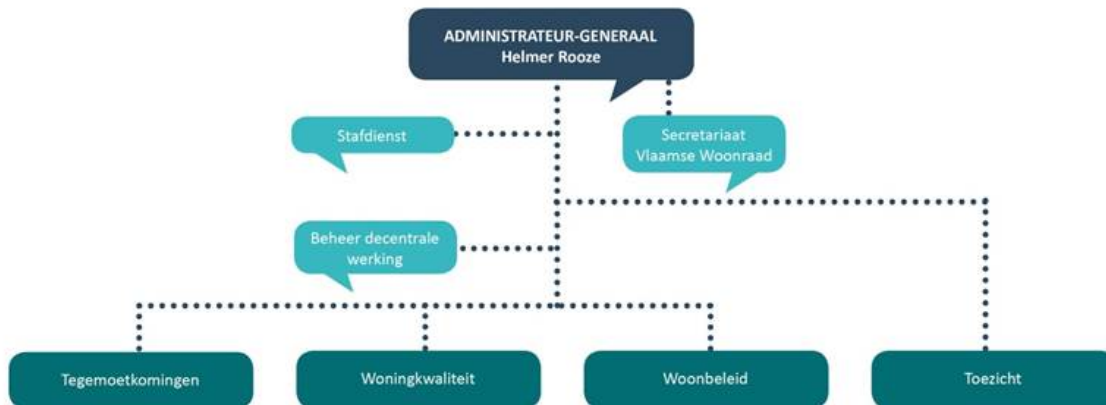 ADMINISTRATEUR-GENERAAL
Helmer Rooze
Stafdienst
Secretariaat
Vlaamse Woonraad
Beheer decentrale
werking
Tegemoetkomingen
Woningkwaliteit
Woonbeleid
Toezicht